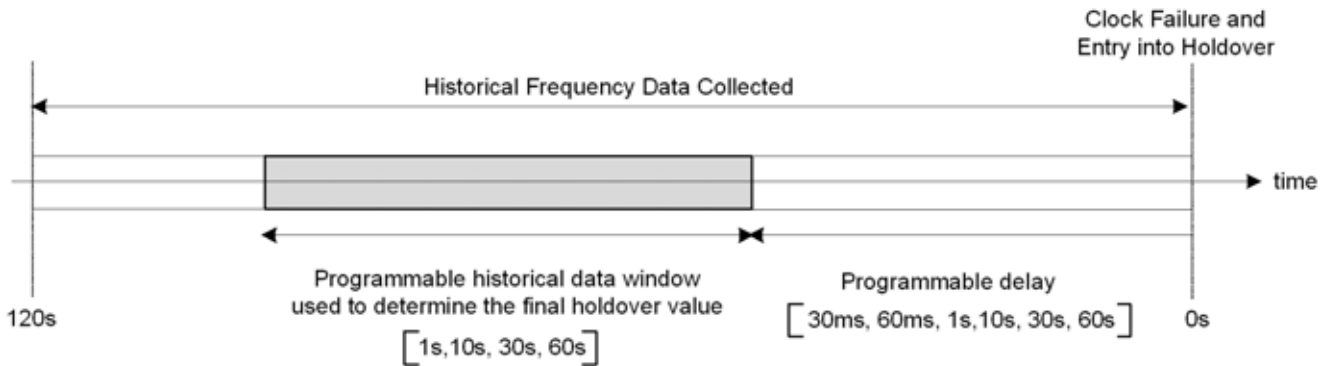 Clock Failure and
Entry into Holdover
Historical Frequency Data Collected
time
Programmable historical data window
used to determine the final holdover value
[1s,10s, 30s, 60s]
Programmable delay
[30ms, 60ms, 1s,10s, 30s, 60s]
120s
0s